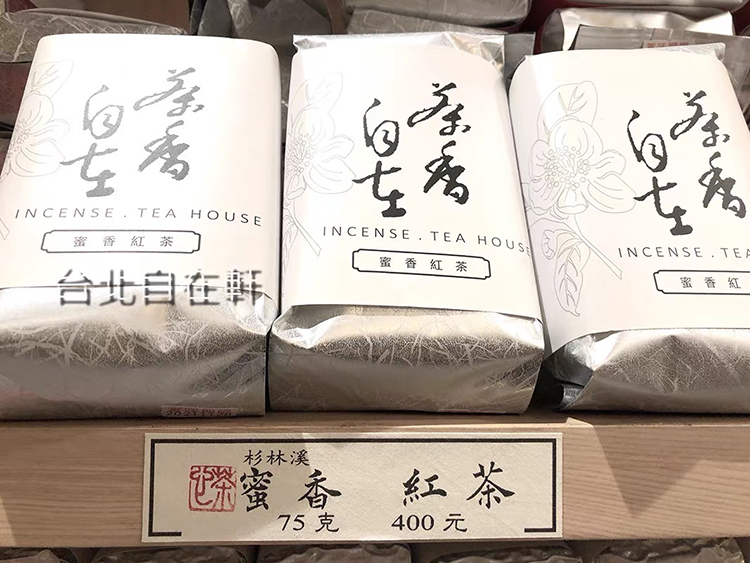 茶香
自在
INCENSE . TEA HOUSE
蜜香紅茶
台北自在軒
茶香
自在
INCENSE . TEA HOUS
蜜香紅茶
茶香
自在
INCENSE . TEA
蜜香紅
杉林溪
蜜香 紅茶
75克 400元